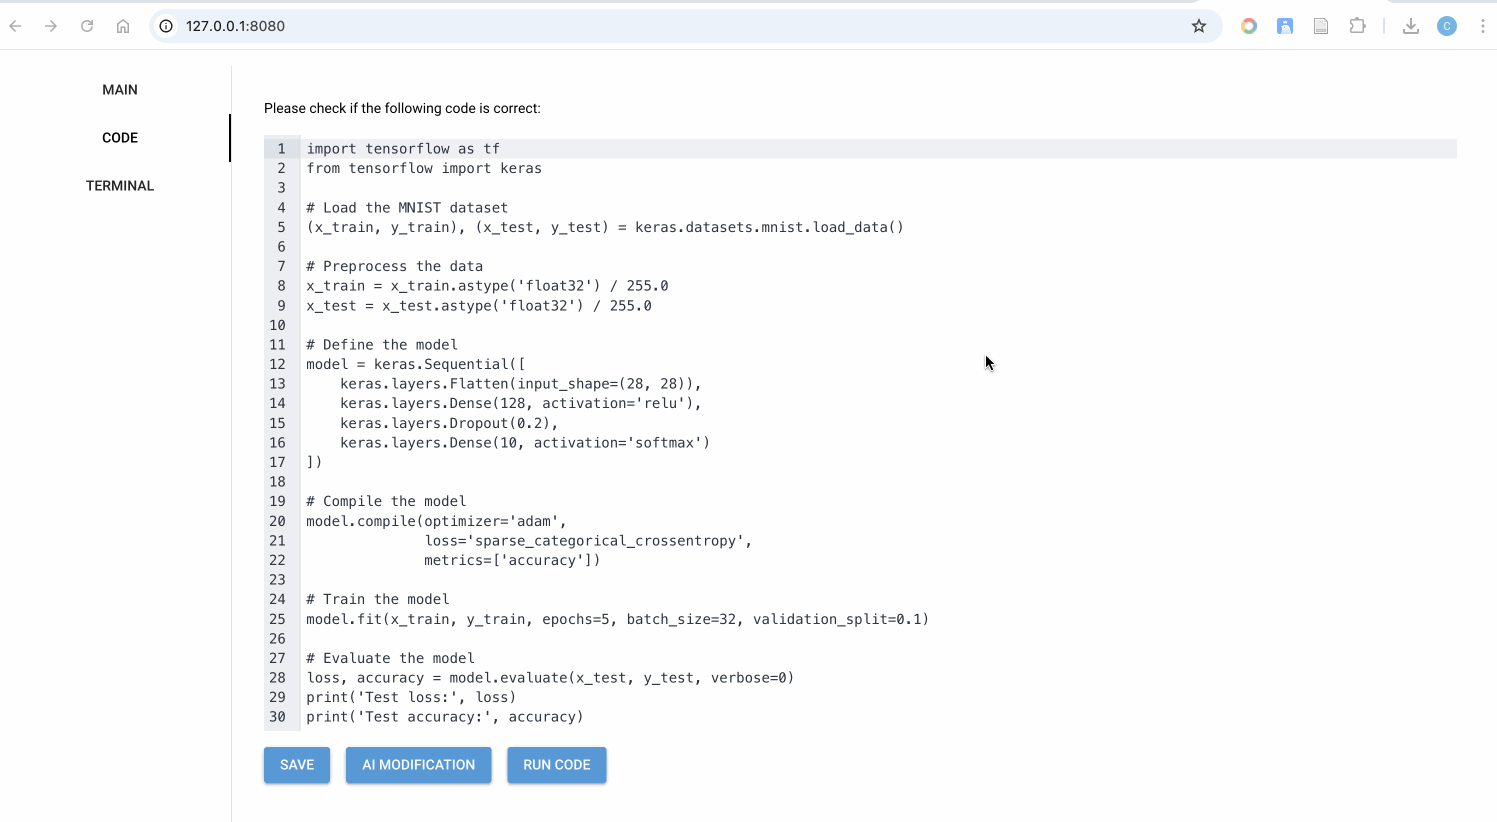 127.0.0.1:8080
C
MAIN
CODE
TERMINAL
Please check if the following code is correct:
1 import tensorflow as tf
2 from tensorflow import keras
3
4 # Load the MNIST dataset
5 (x_train, y_train), (x_test, y_test) = keras.datasets.mnist.load_data()
6
7 # Preprocess the data
8 x_train = x_train.astype('float32') / 255.0
9 x_test = x_test.astype('float32') / 255.0
10
11 # Define the model
12 model = keras.Sequential([
13     keras.layers.Flatten(input_shape=(28, 28)),
14     keras.layers.Dense(128, activation='relu'),
15     keras.layers.Dropout(0.2),
16     keras.layers.Dense(10, activation='softmax')
17 ])
18
19 # Compile the model
20 model.compile(optimizer='adam',
21               loss='sparse_categorical_crossentropy',
22               metrics=['accuracy'])
23
24 # Train the model
25 model.fit(x_train, y_train, epochs=5, batch_size=32, validation_split=0.1)
26
27 # Evaluate the model
28 loss, accuracy = model.evaluate(x_test, y_test, verbose=0)
29 print('Test loss:', loss)
30 print('Test accuracy:', accuracy)
SAVE
AI MODIFICATION
RUN CODE